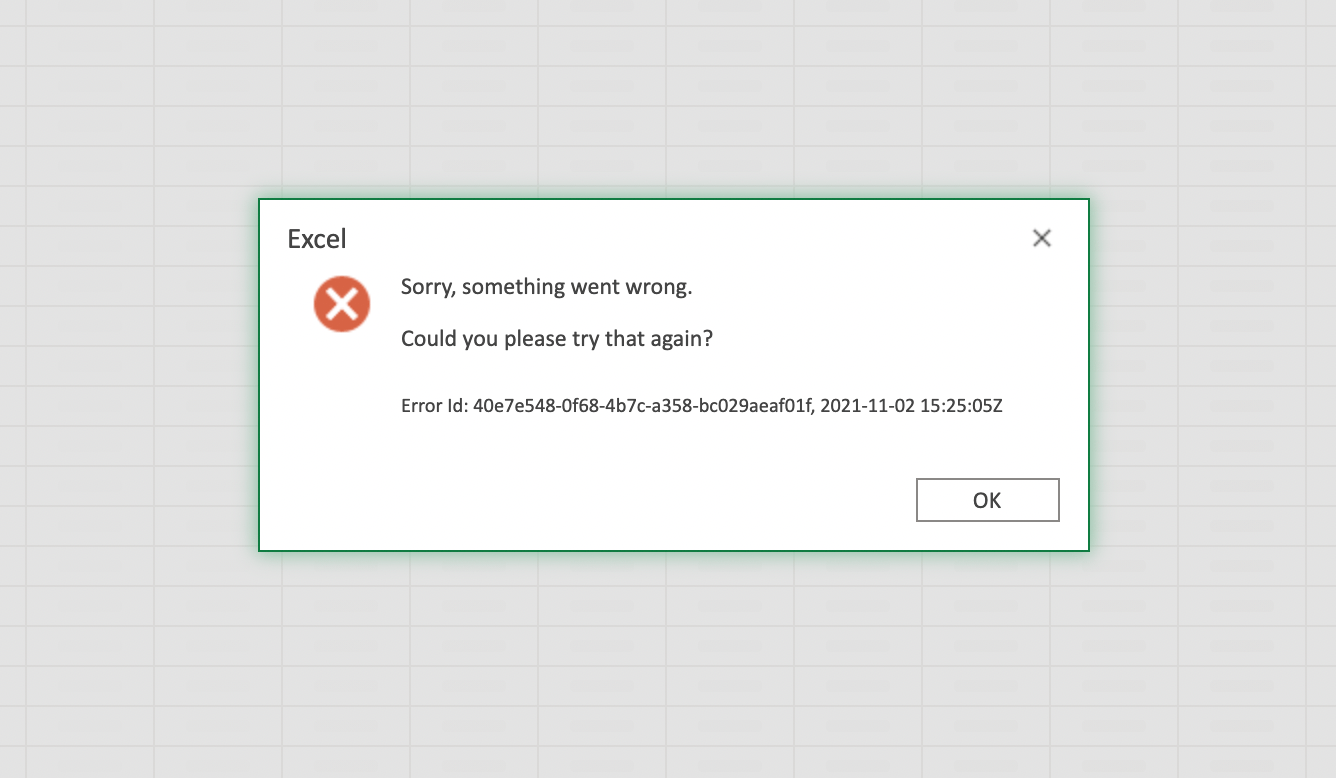 Excel
Sorry, something went wrong.
Could you please try that again?
Error Id: 40e7e548-0f68-4b7c-a358-bc029aeaf01f, 2021-11-02 15:25:05Z
OK